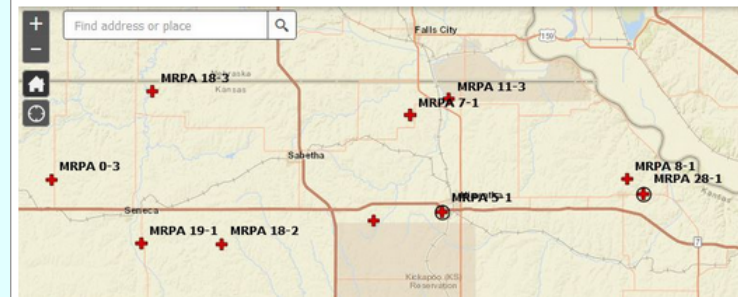 +
Find address or place
−
Falls City
159
MRPA 18-3
Nebraska
Kansas
MRPA 11-3
MRPA 7-1
Sabetha
MRPA 0-3
MRPA 8-1
MRPA 28-1
MRPA 5-1
Kansas
Seneca
MRPA 19-1
MRPA 18-2
7
Kickapoo (KS)
Reservation